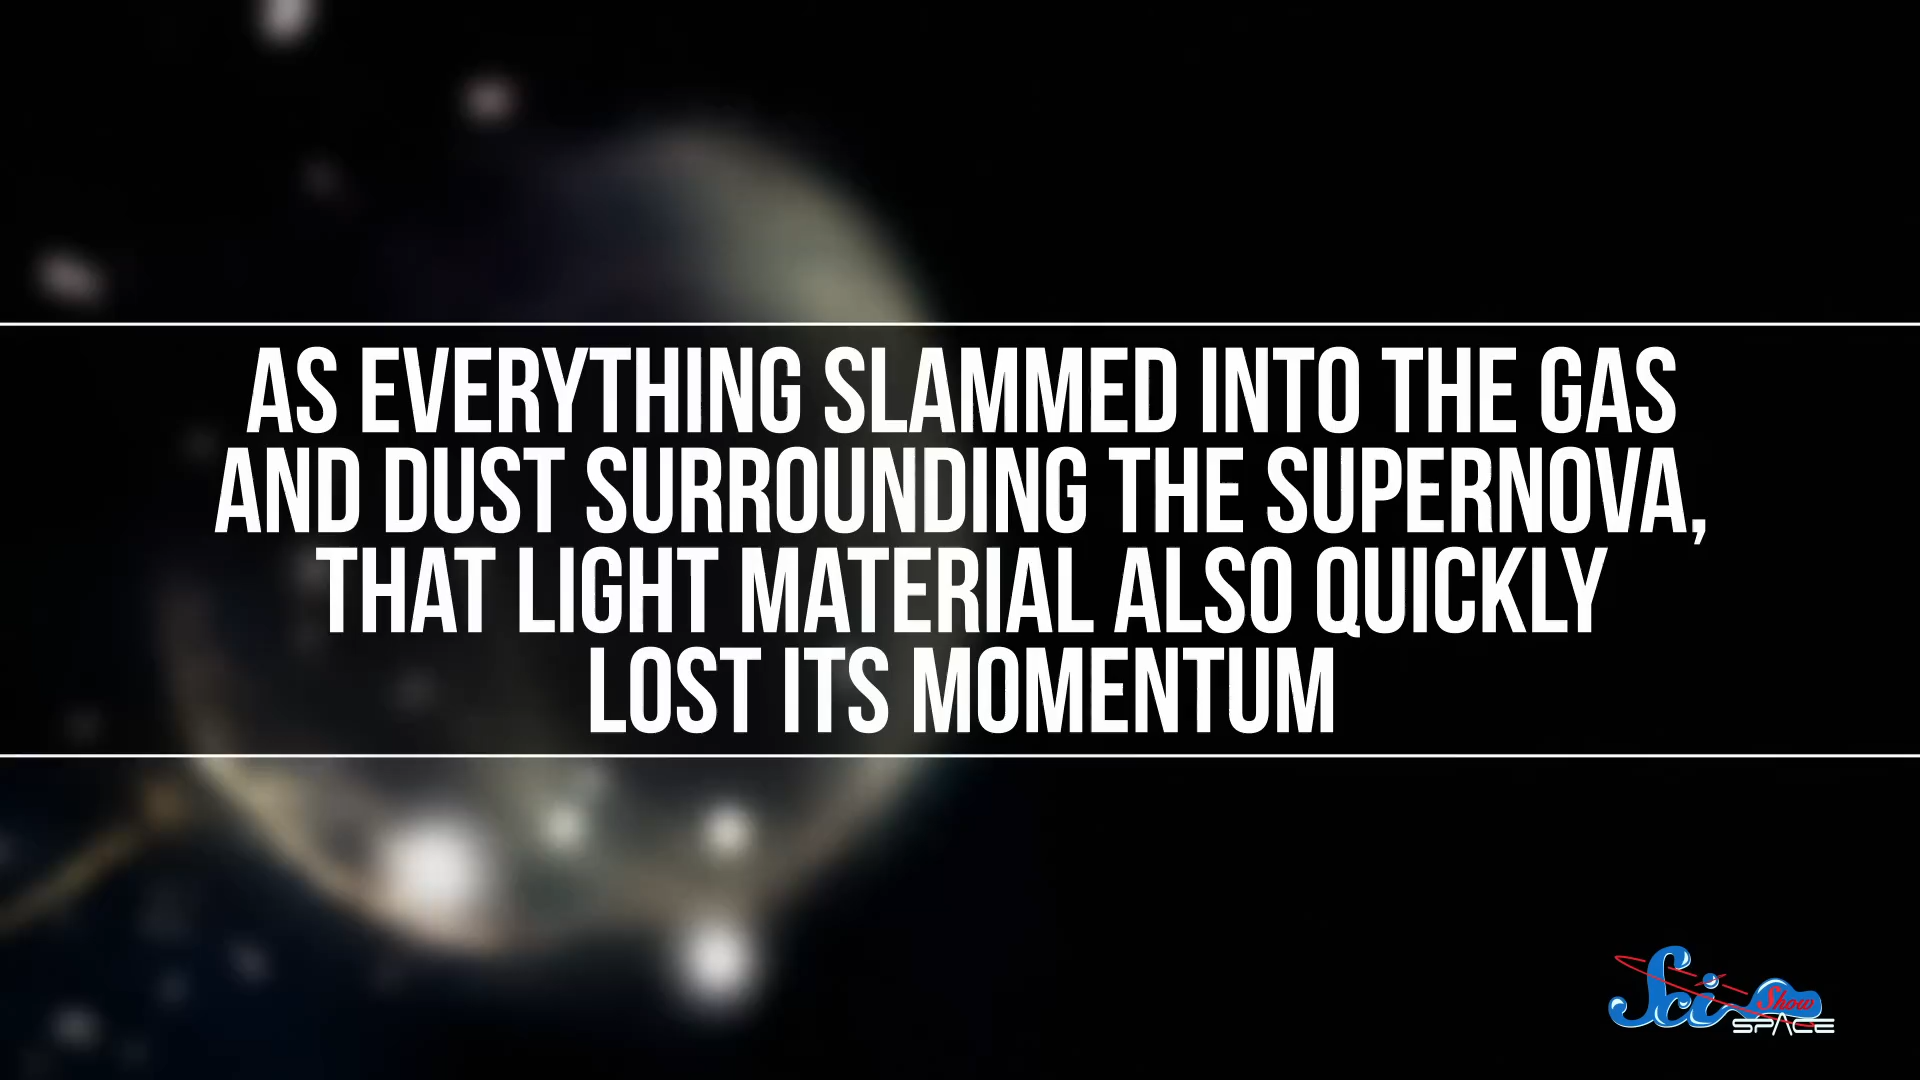 AS EVERYTHING SLAMMED INTO THE GAS
AND DUST SURROUNDING THE SUPERNOVA,
THAT LIGHT MATERIAL ALSO QUICKLY
LOST ITS MOMENTUM
Sci Show
SPACE